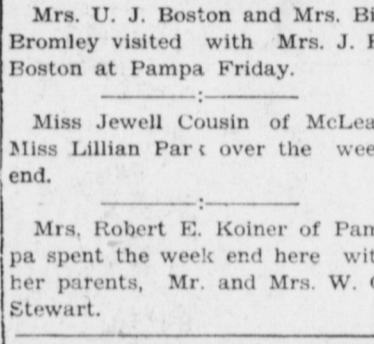 Mrs. U. J. Boston and Mrs.
Bromley visited with Mrs. J.
Boston at Pampa Friday.
Miss Jewell Cousin of
Miss Lillian over the
end.
Mrs. Robert E. Koiner of Pam
pa spent the week end here
her parents, Mr. and Mrs. W.
Stewart.